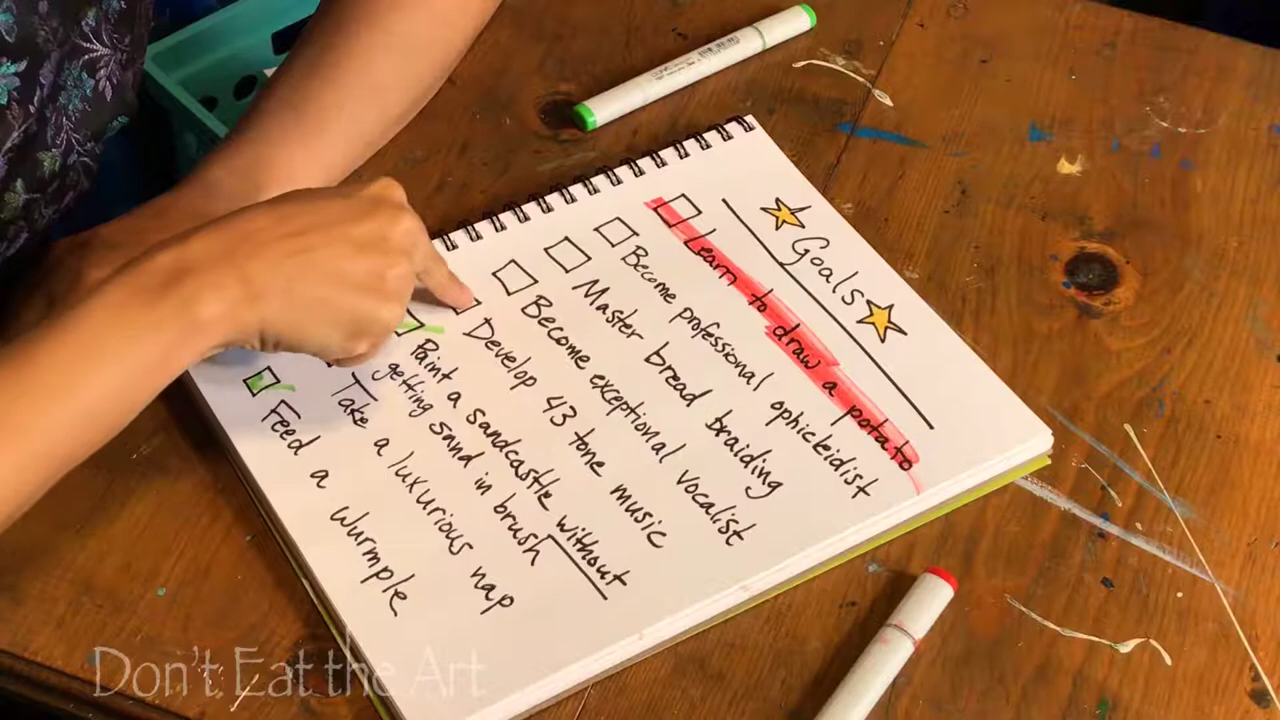 Goals
Learn to draw a potato
Become professional ophicleidist
Master bread braiding
Become exceptional vocalist
Develop 43 tone music
Paint a sandcastle without
getting sand in brush
Take a luxurious nap
Feed a Wurmple
Don't Eat the Art